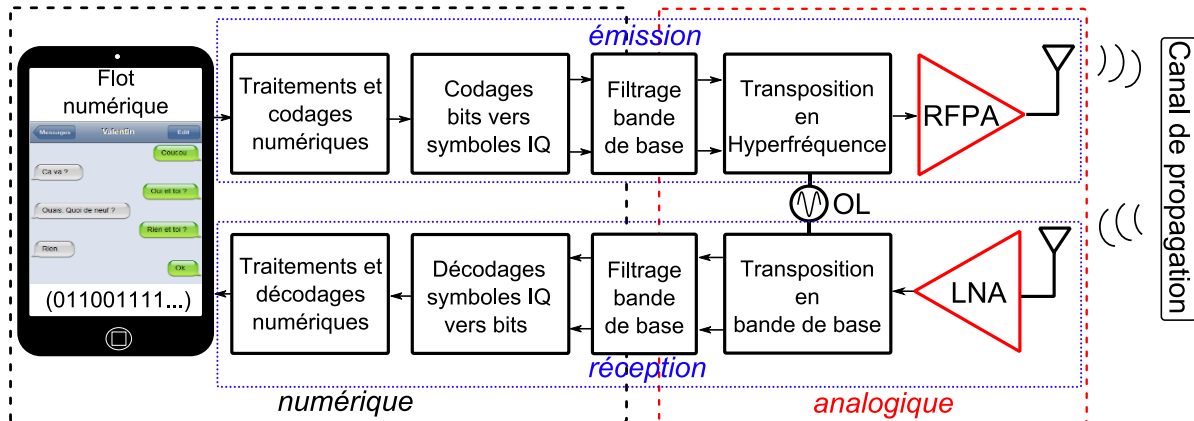 émission
Flot
numérique
Messages
Valentin
Edit
Coucou
Ca va ?
Oui et toi ?
Ouais. Quoi de neuf ?
Rien et toi ?
Rien.
Ok
(011001111...)
Traitements et
codages
numériques
Codages
bits vers
symboles IQ
Filtrage
bande
de base
Transposition
en
Hyperfréquence
RFPA
Canal de propagation
OL
Traitements et
décodages
numériques
Décodages
symboles IQ
vers bits
Filtrage
bande
de base
Transposition
en
bande de base
LNA
réception
numérique
analogique